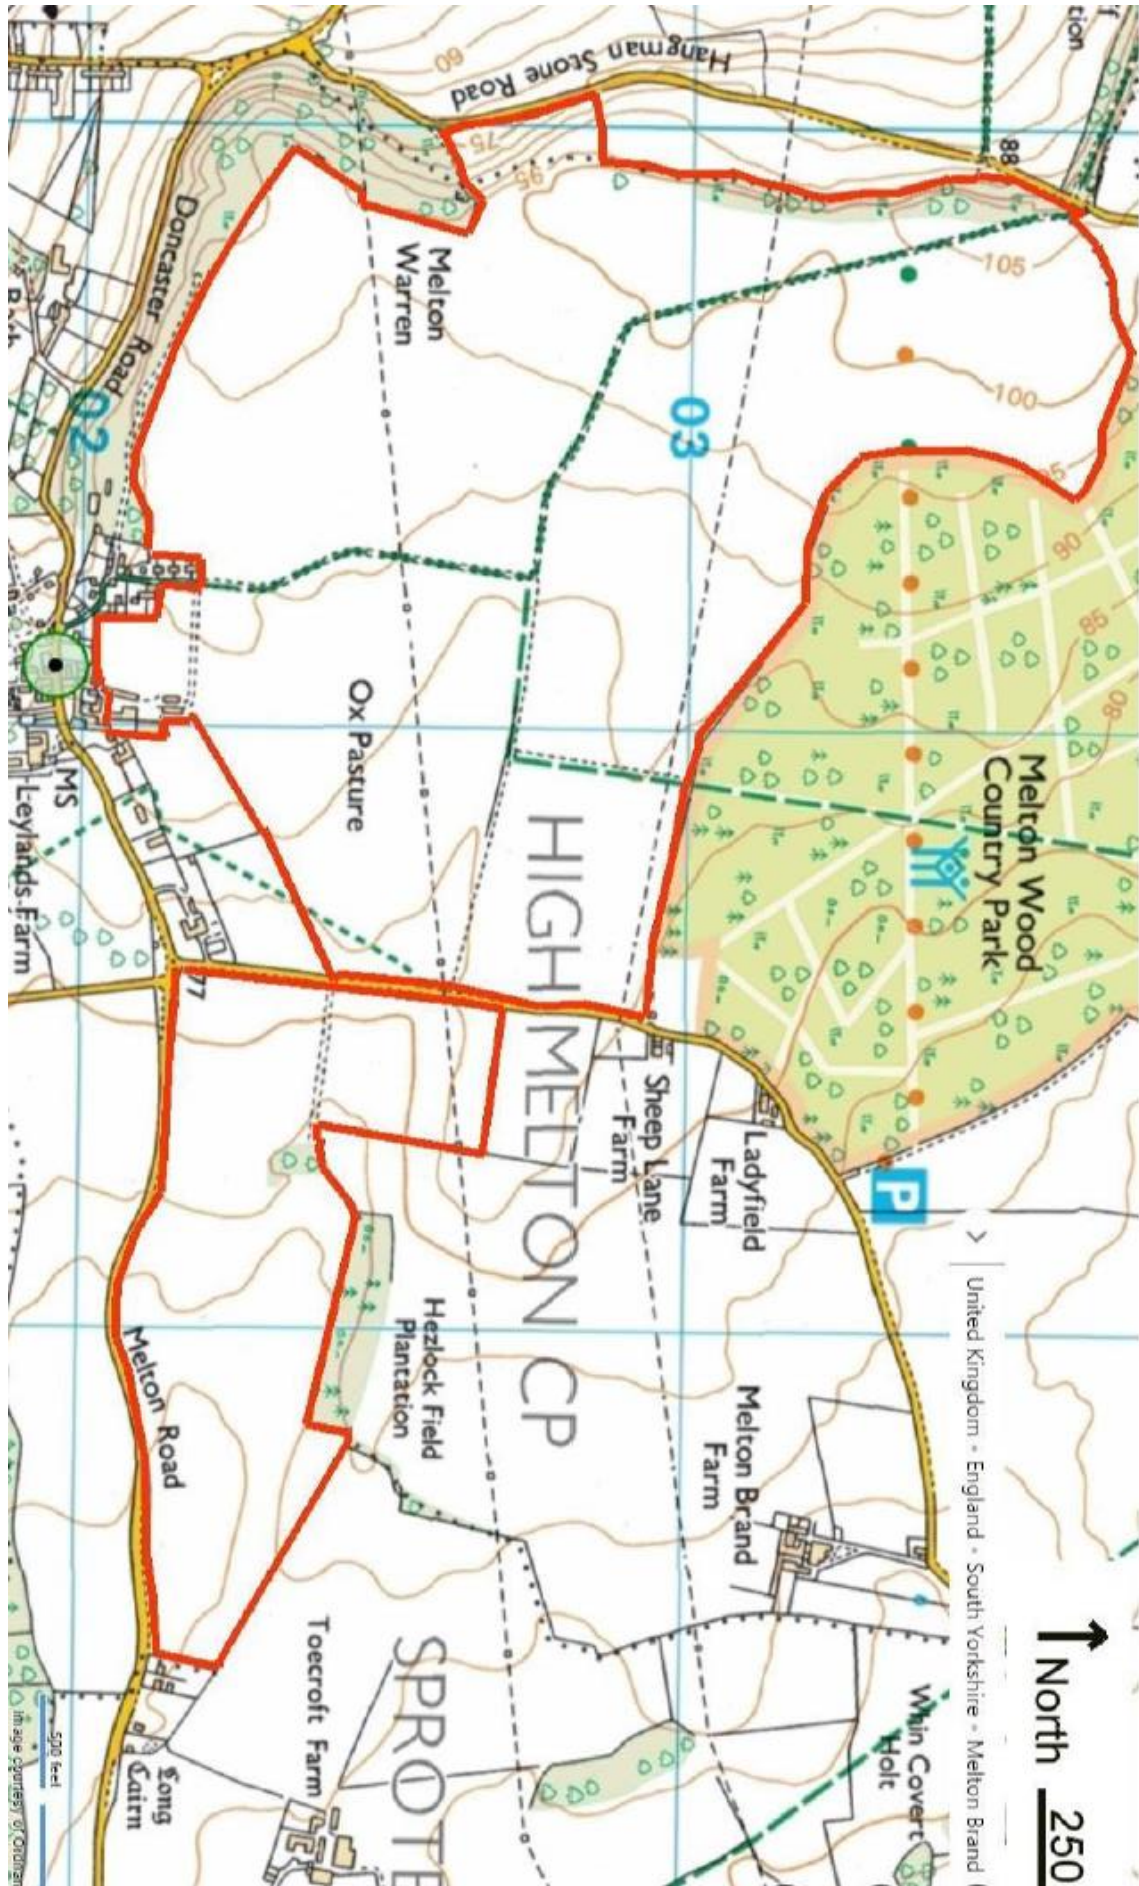 Hangman Stone Road
60
75
95
88
105
100
95
90
85
80
Melton
Warren
Doncaster Road
02
03
Ox Pasture
Melton Wood
Country Park
MS
Leylands Farm
77
HIGH MELTON CP
Sheep Lane
Farm
Ladyfield
Farm
P
Hezlock Field
Plantation
Melton Road
Melton Brand
Farm
Toecroft Farm
Long
Cairn
Whin Covert
Holt
United Kingdom - England - South Yorkshire - Melton Brand
↑ North 250
500 feet